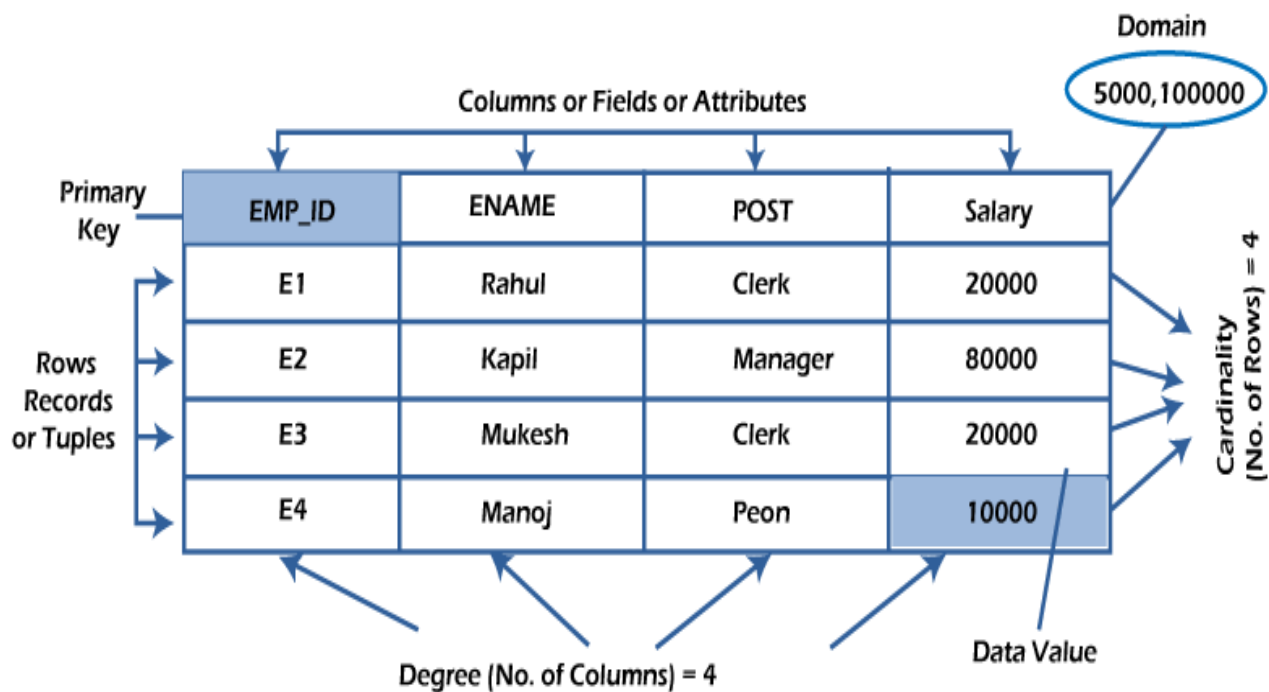 Domain
5000,100000
Columns or Fields or Attributes
Primary
Key
EMP_ID ENAME POST Salary
E1 Rahul Clerk 20000
E2 Kapil Manager 80000
E3 Mukesh Clerk 20000
E4 Manoj Peon 10000
Rows
Records
or Tuples
Cardinality
(No. of Rows) = 4
Degree (No. of Columns) = 4
Data Value